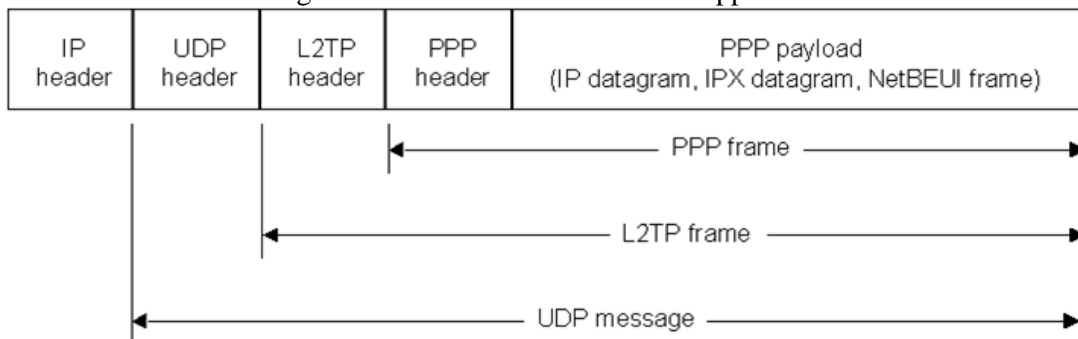 IP header
UDP header
L2TP header
PPP header
PPP payload
(IP datagram, IPX datagram, NetBEUI frame)
PPP frame
L2TP frame
UDP message